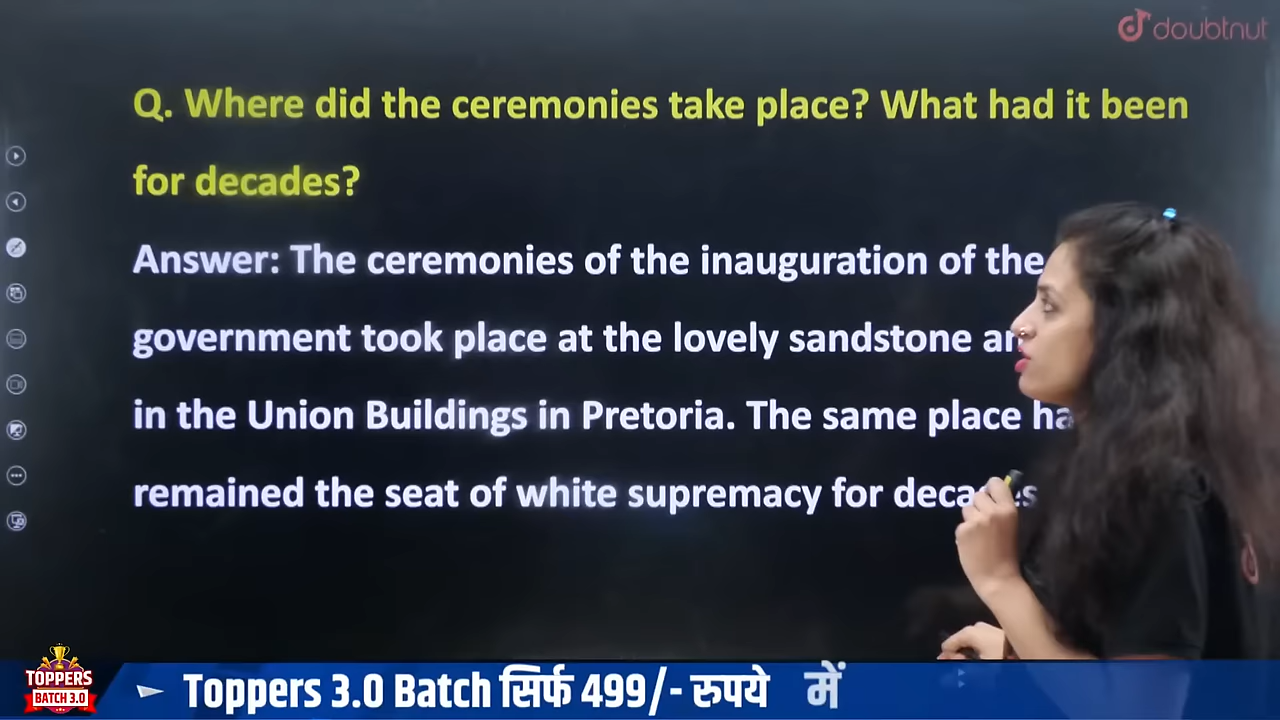 doubtnut
Q. Where did the ceremonies take place? What had it been
for decades?
Answer: The ceremonies of the inauguration of the
government took place at the lovely sandstone
in the Union Buildings in Pretoria. The same place
remained the seat of white supremacy for decades
TOPPERS
BATCH 3.0
Toppers 3.0 Batch सिर्फ 499/- रुपये में